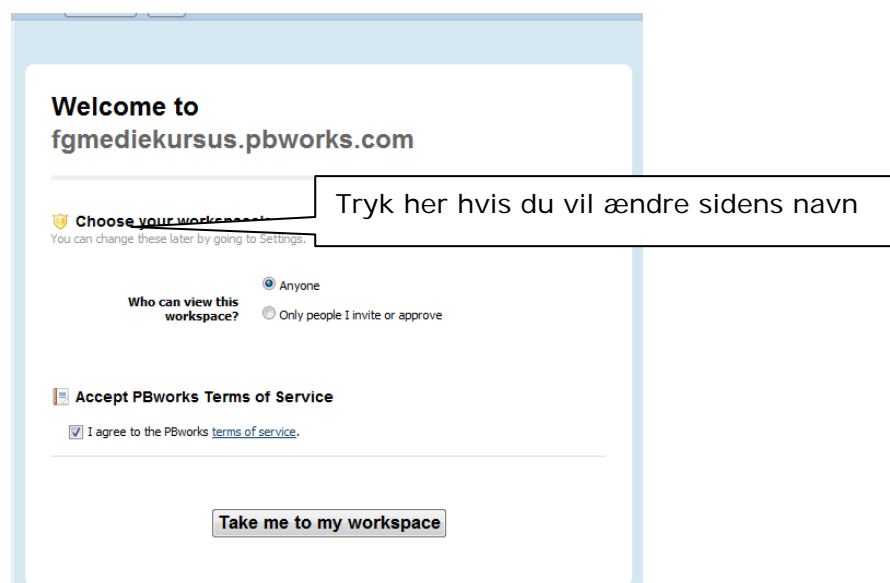 Welcome to
fgmediekursus.pbworks.com
Tryk her hvis du vil ændre sidens navn
Choose your
You can change these later by going to Settings.
Anyone
Who can view this
workspace?
Only people I invite or approve
Accept PBworks Terms of Service
I agree to the PBworks terms of service.
Take me to my workspace